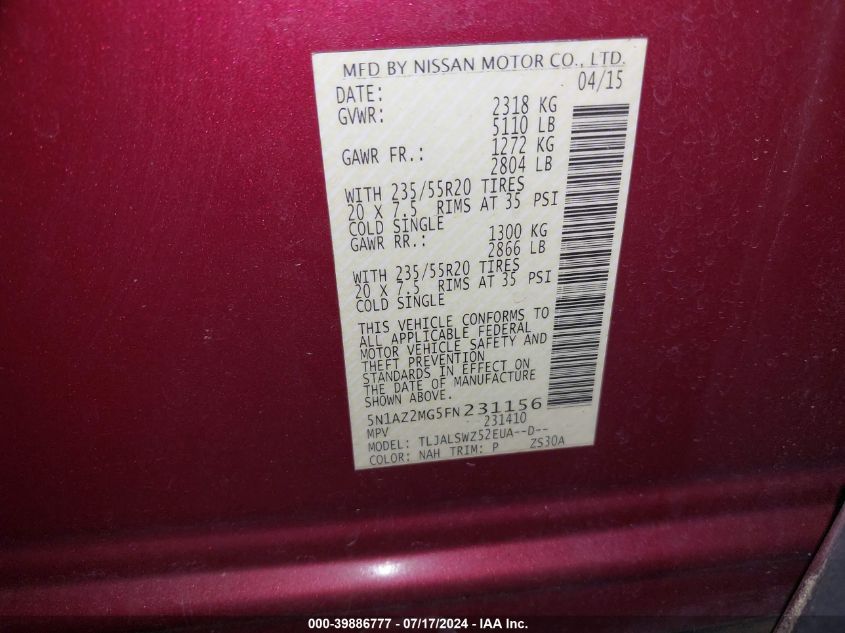 MFD BY NISSAN MOTOR CO., LTD.
DATE: 04/15
GVWR: 2318 KG
5110 LB
GAWR FR.: 1272 KG
2804 LB
WITH 235/55R20 TIRES
20 X 7.5 RIMS AT 35 PSI
COLD SINGLE
GAWR RR.: 1300 KG
2866 LB
WITH 235/55R20 TIRES
20 X 7.5 RIMS AT 35 PSI
COLD SINGLE
THIS VEHICLE CONFORMS TO
ALL APPLICABLE FEDERAL
MOTOR VEHICLE SAFETY AND
THEFT PREVENTION
STANDARDS IN EFFECT ON
THE DATE OF MANUFACTURE
SHOWN ABOVE.
5N1AZ2MG5FN231156
MPV 231410
MODEL: TLJALSWZ52EUA--D--
COLOR: NAH TRIM: P ZS30A
000-39886777 - 07/17/2024 - IAA Inc.